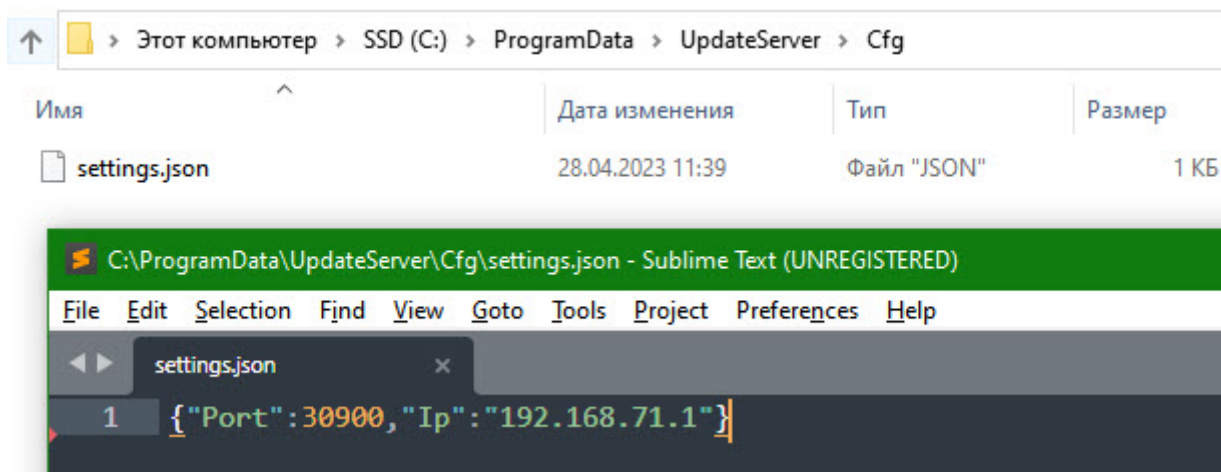 Этот компьютер > SSD (C:) > ProgramData > UpdateServer > Cfg
Имя Дата изменения Тип Размер
settings.json 28.04.2023 11:39 Файл "JSON" 1 КБ
C:\ProgramData\UpdateServer\Cfg\settings.json - Sublime Text (UNREGISTERED)
File Edit Selection Find View Goto Tools Project Preferences Help
settings.json
1 {"Port":30900,"Ip":"192.168.71.1"}